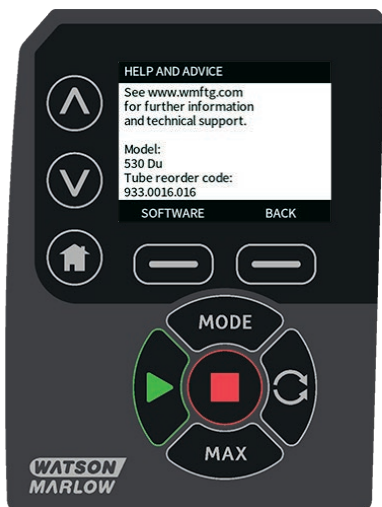 HELP AND ADVICE
See www.wmftg.com
for further information
and technical support.
Model:
530 Du
Tube reorder code:
933.0016.016
SOFTWARE BACK
MODE
MAX
WATSON
MARLOW